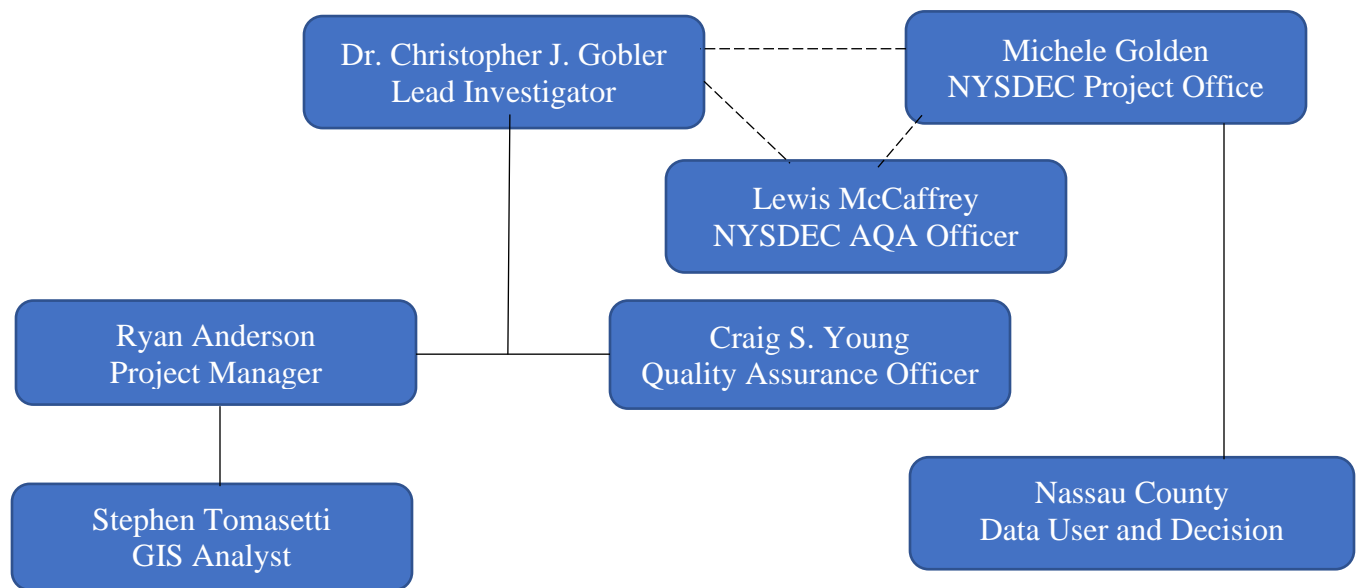 Dr. Christopher J. Gobler
Lead Investigator
Michele Golden
NYSDEC Project Office
Lewis McCaffrey
NYSDEC AQA Officer
Ryan Anderson
Project Manager
Craig S. Young
Quality Assurance Officer
Stephen Tomasetti
GIS Analyst
Nassau County
Data User and Decision